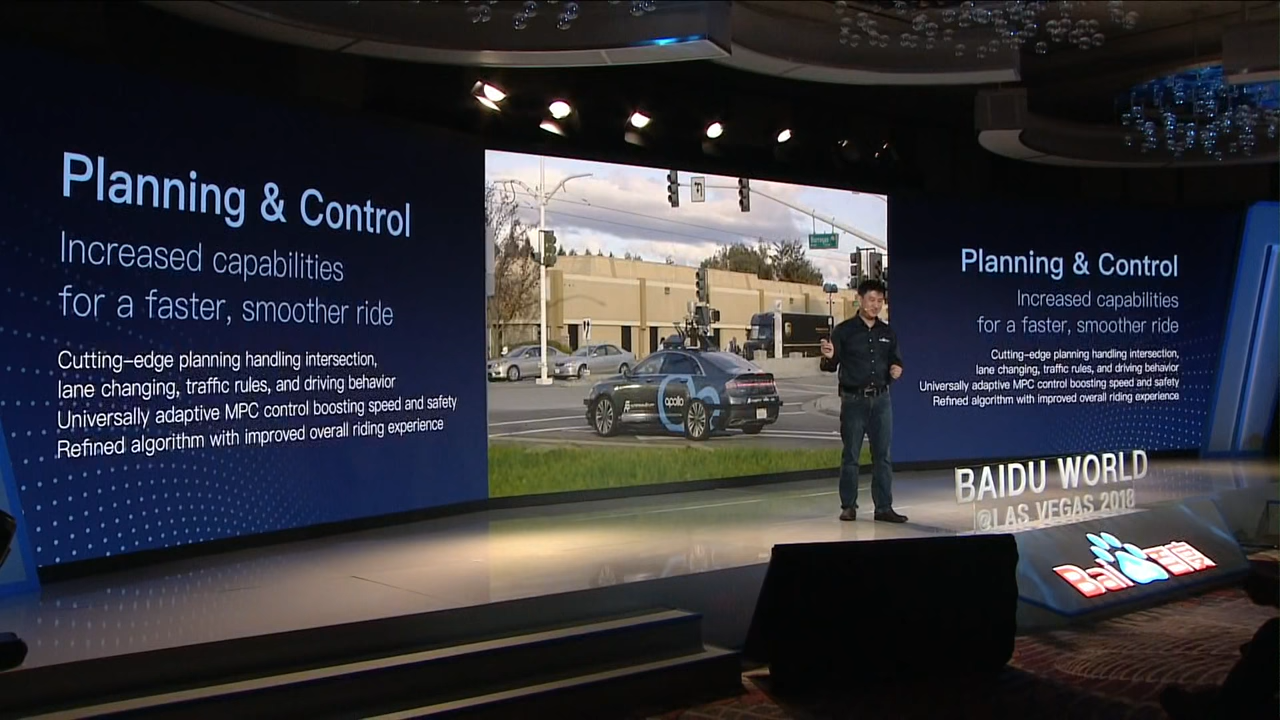 Planning & Control
Increased capabilities
for a faster, smoother ride
Cutting-edge planning handling intersection,
lane changing, traffic rules, and driving behavior
Universally adaptive MPC control boosting speed and safety
Refined algorithm with improved overall riding experience
apollo
Planning & Control
Increased capabilities
for a faster, smoother ride
Cutting-edge planning handling intersection,
lane changing, traffic rules, and driving behavior
Universally adaptive MPC control boosting speed and safety
Refined algorithm with improved overall riding experience
BAIDU WORLD
@LAS VEGAS 2018
Bai百度